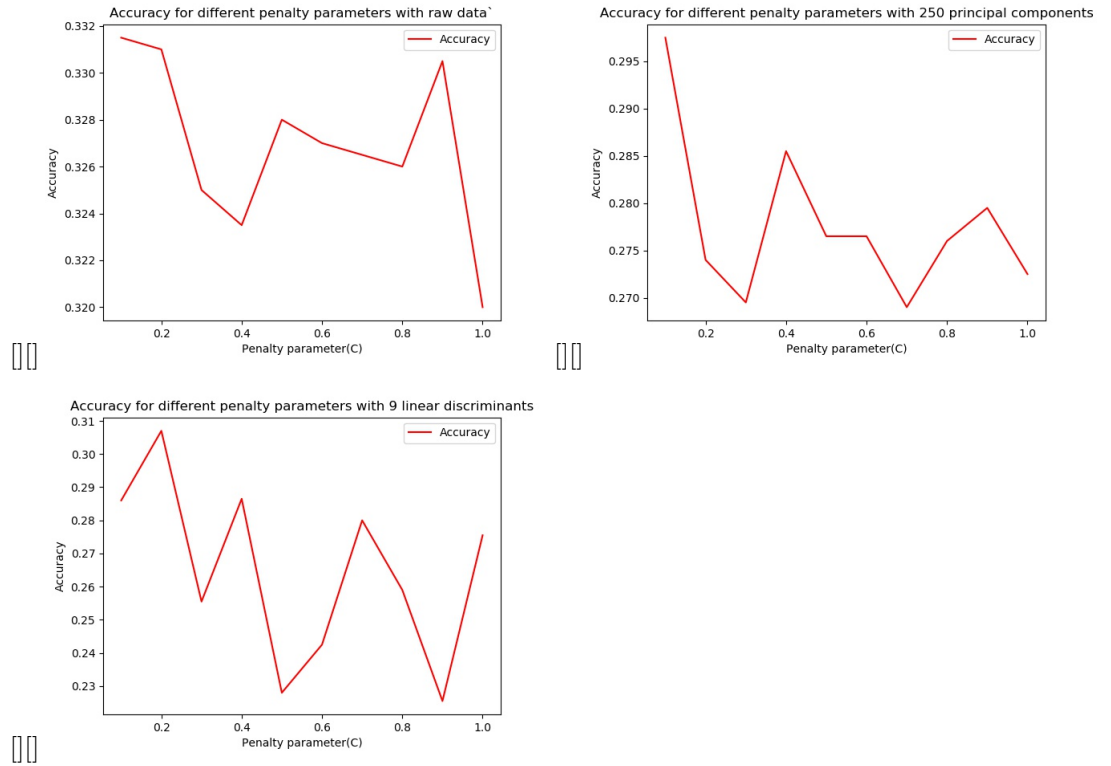 Accuracy for different penalty parameters with raw data`
Accuracy
0.332
0.330
0.328
0.326
0.324
0.322
0.320
Accuracy
0.2 0.4 0.6 0.8 1.0
Penalty parameter(C)
[] []
Accuracy for different penalty parameters with 250 principal components
Accuracy
0.295
0.290
0.285
0.280
0.275
0.270
Accuracy
0.2 0.4 0.6 0.8 1.0
Penalty parameter(C)
[] []
Accuracy for different penalty parameters with 9 linear discriminants
Accuracy
0.31
0.30
0.29
0.28
0.27
0.26
0.25
0.24
0.23
Accuracy
0.2 0.4 0.6 0.8 1.0
Penalty parameter(C)
[] []